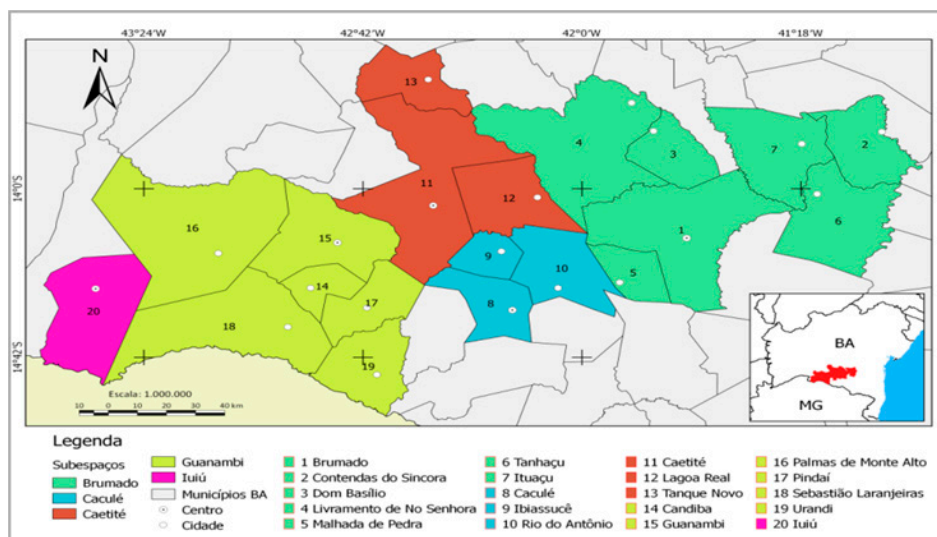 43°24' 42°42' 42°0' 41°18'
N
14°0'
14°42'
13
4
3
7
2
11
12
6
16
15
1
9
10
5
14
20
8
17
18
19
BA
MG
Escala: 1.000.000
10 0 10 20 30 40 km
Legenda
Subespaços
Brumado
Caculé
Caetité
Guanambi
Iuiú
Municípios BA
Centro
Cidade
1 Brumado
2 Contendas do Sincora
3 Dom Basílio
4 Livramento de No Senhora
5 Malhada de Pedra
6 Tanhaçu
7 Ituaçu
8 Caculé
9 Ibiassucê
10 Rio do Antônio
11 Caetité
12 Lagoa Real
13 Tanque Novo
14 Candiba
15 Guanambi
16 Palmas de Monte Alto
17 Pindaí
18 Sebastião Laranjeiras
19 Urandi
20 Iuiú